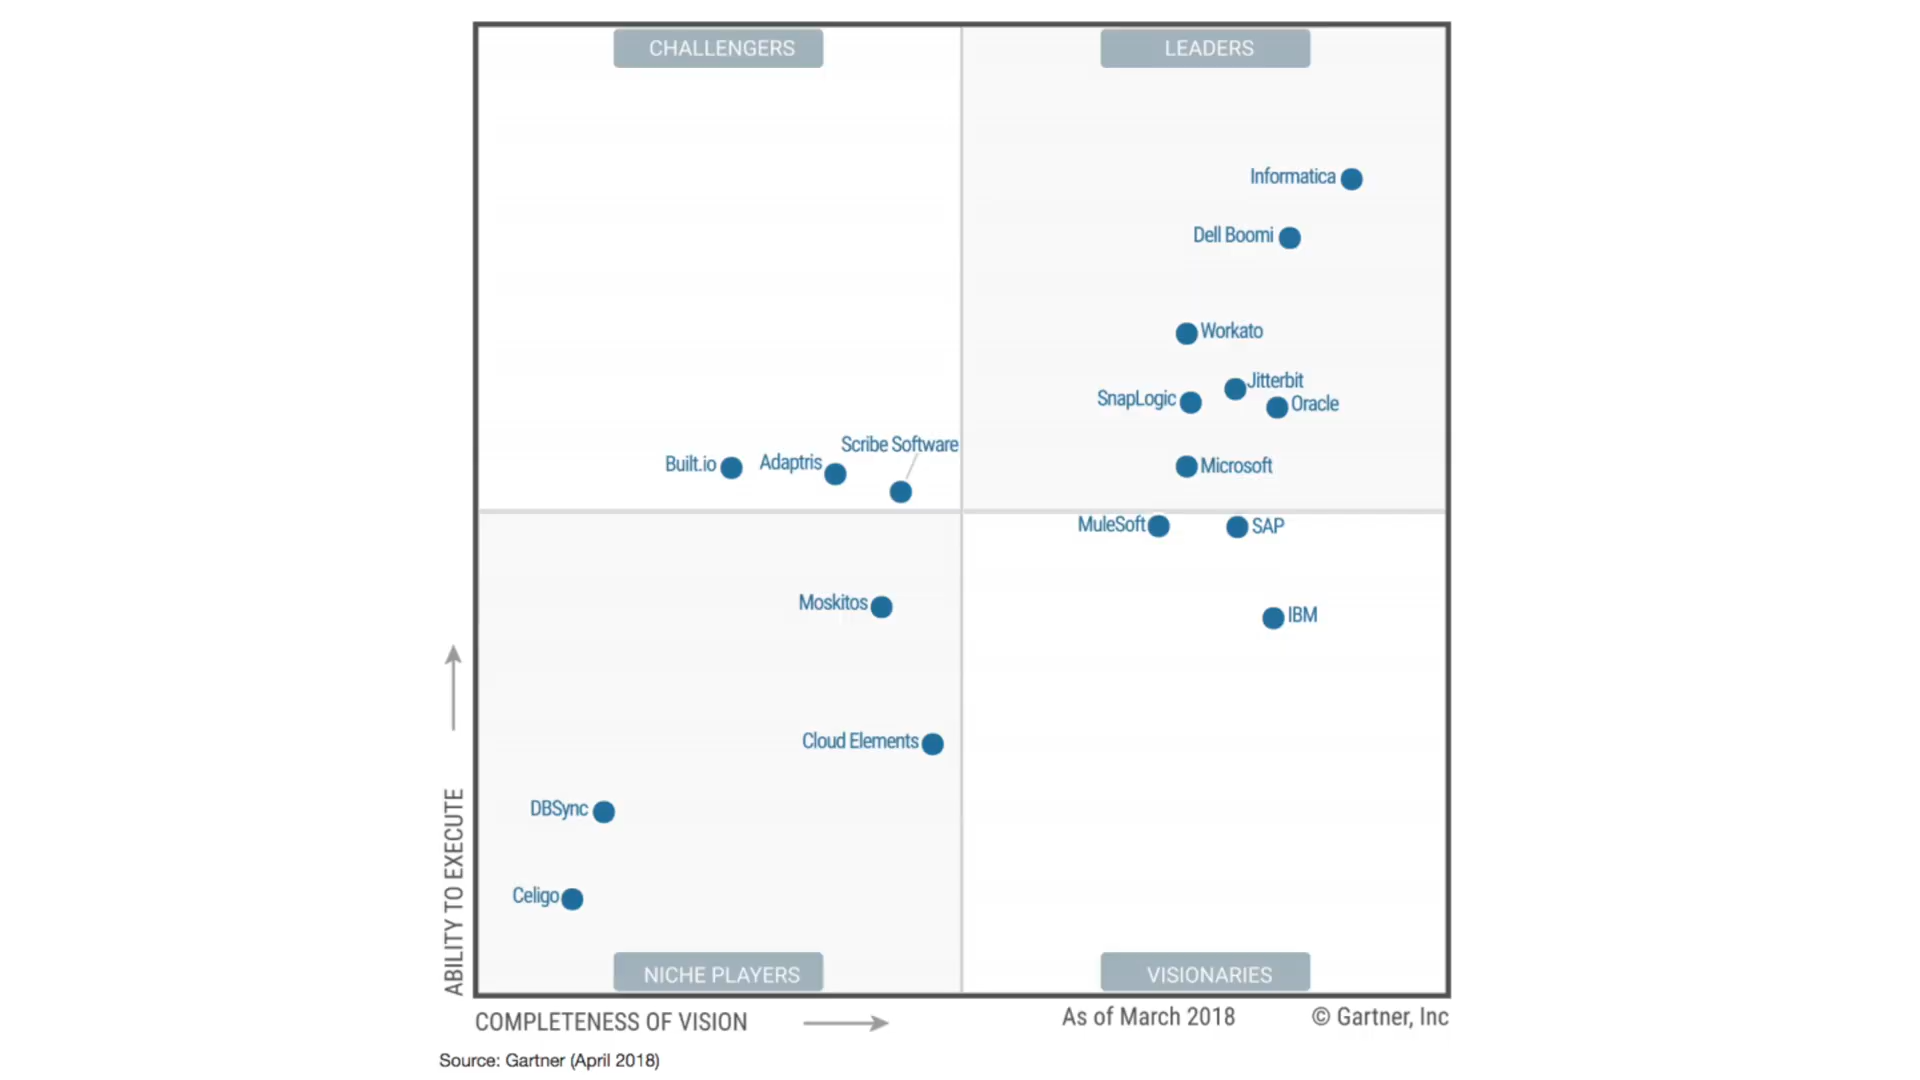 CHALLENGERS
LEADERS
Informatica
Dell Boomi
Workato
Jitterbit
SnapLogic
Oracle
Scribe Software
Built.io
Adaptris
Microsoft
MuleSoft
SAP
Moskitos
IBM
Cloud Elements
DBSync
Celigo
ABILITY TO EXECUTE
NICHE PLAYERS
VISIONARIES
COMPLETENESS OF VISION
As of March 2018
© Gartner, Inc
Source: Gartner (April 2018)